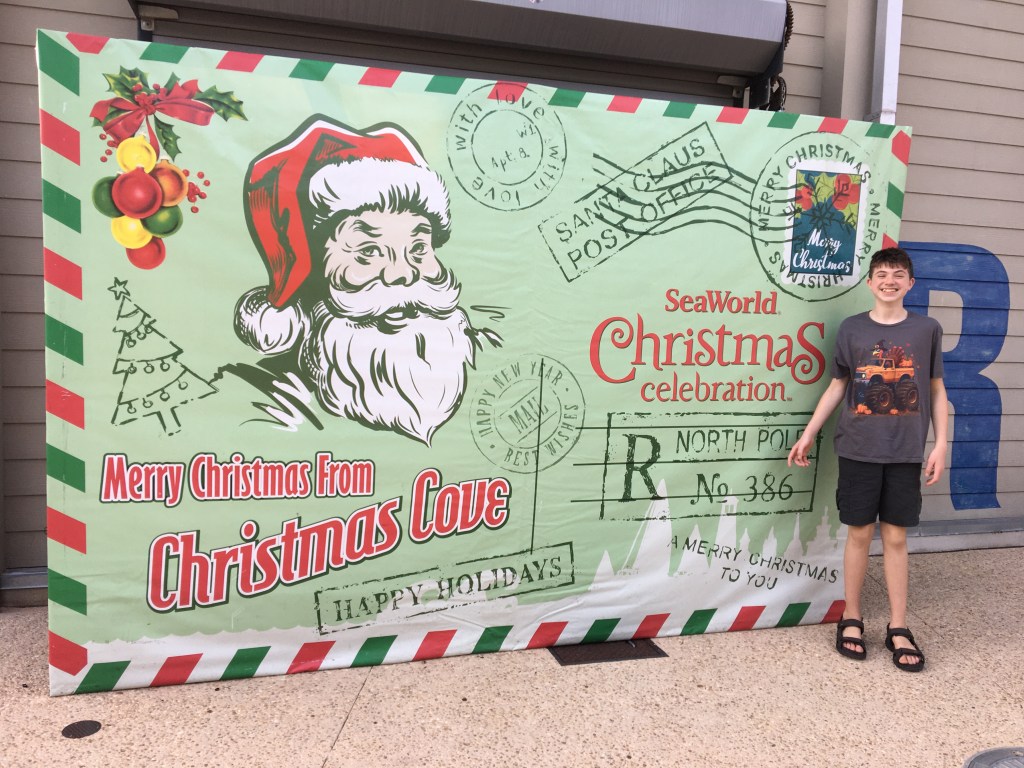 with love with love
Apt. 8
SANTA CLAUS
POST OFFICE
MERRY CHRISTMAS · MERRY CHRISTMAS
Merry
Christmas
SeaWorld
Christmas
celebration
HAPPY NEW YEAR
MAIL
BEST WISHES
R
NORTH POLE
No 386
Merry Christmas From
Christmas Cove
HAPPY HOLIDAYS
A MERRY CHRISTMAS
TO YOU
R